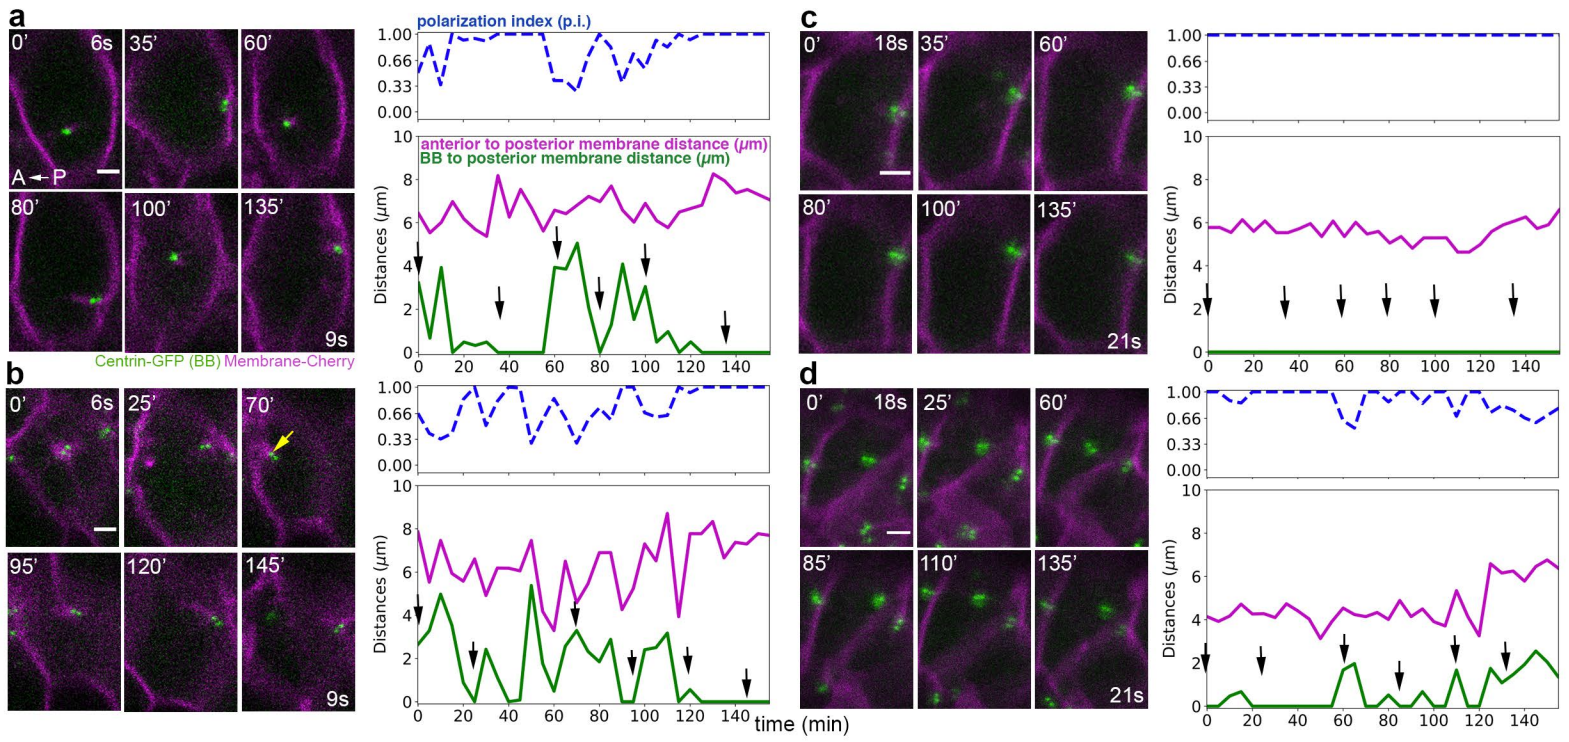 a
0’ 6s 35’ 60’
A P
80’ 100’ 135’
9s
Centrin-GFP (BB) Membrane-Cherry
polarization index (p.i.)
1.00
0.66
0.33
0.00
10
anterior to posterior membrane distance (µm)
BB to posterior membrane distance (µm)
8
6
4
2
0
Distances (µm)
0 20 40 60 80 100 120 140
b
0’ 6s 25’ 70’
95’ 120’ 145’
9s
1.00
0.66
0.33
0.00
10
8
6
4
2
0
Distances (µm)
0 20 40 60 80 100 120 140
time (min)
c
0’ 18s 35’ 60’
80’ 100’ 135’
21s
1.00
0.66
0.33
0.00
10
8
6
4
2
0
Distances (µm)
0 20 40 60 80 100 120 140
d
0’ 18s 25’ 60’
85’ 110’ 135’
21s
1.00
0.66
0.33
0.00
10
8
6
4
2
0
Distances (µm)
0 20 40 60 80 100 120 140